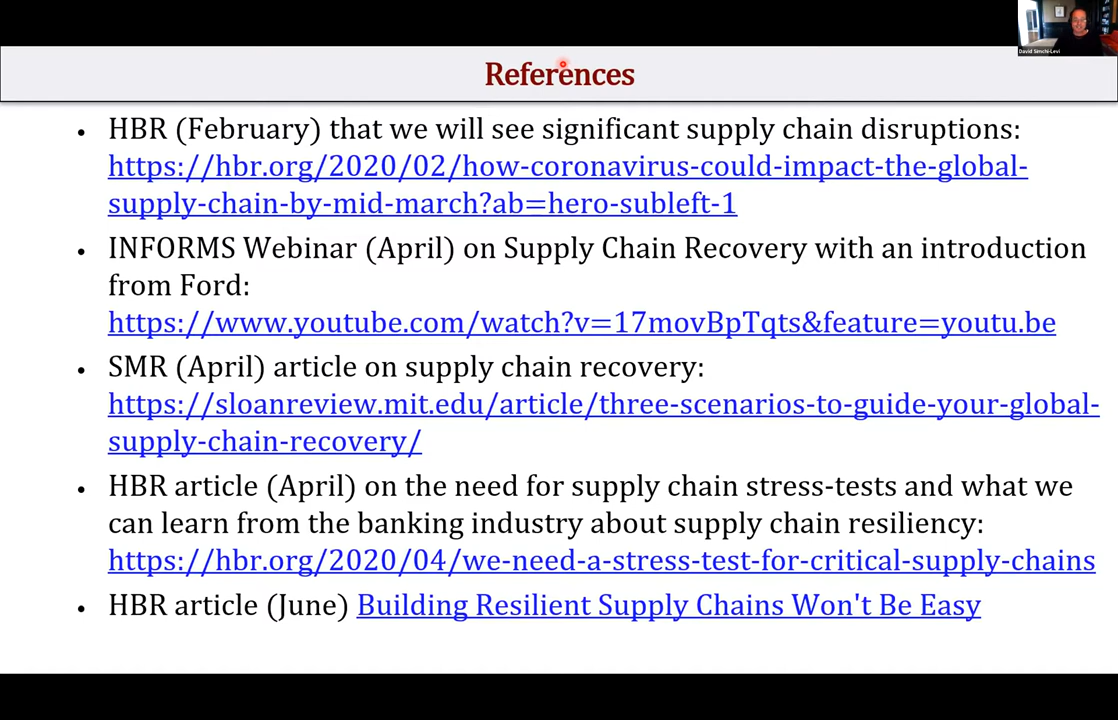 David Simchi-Levi
References
• HBR (February) that we will see significant supply chain disruptions:
https://hbr.org/2020/02/how-coronavirus-could-impact-the-global-
supply-chain-by-mid-march?ab=hero-subleft-1
• INFORMS Webinar (April) on Supply Chain Recovery with an introduction
from Ford:
https://www.youtube.com/watch?v=17movBpTqts&feature=youtu.be
• SMR (April) article on supply chain recovery:
https://sloanreview.mit.edu/article/three-scenarios-to-guide-your-global-
supply-chain-recovery/
• HBR article (April) on the need for supply chain stress-tests and what we
can learn from the banking industry about supply chain resiliency:
https://hbr.org/2020/04/we-need-a-stress-test-for-critical-supply-chains
• HBR article (June) Building Resilient Supply Chains Won't Be Easy